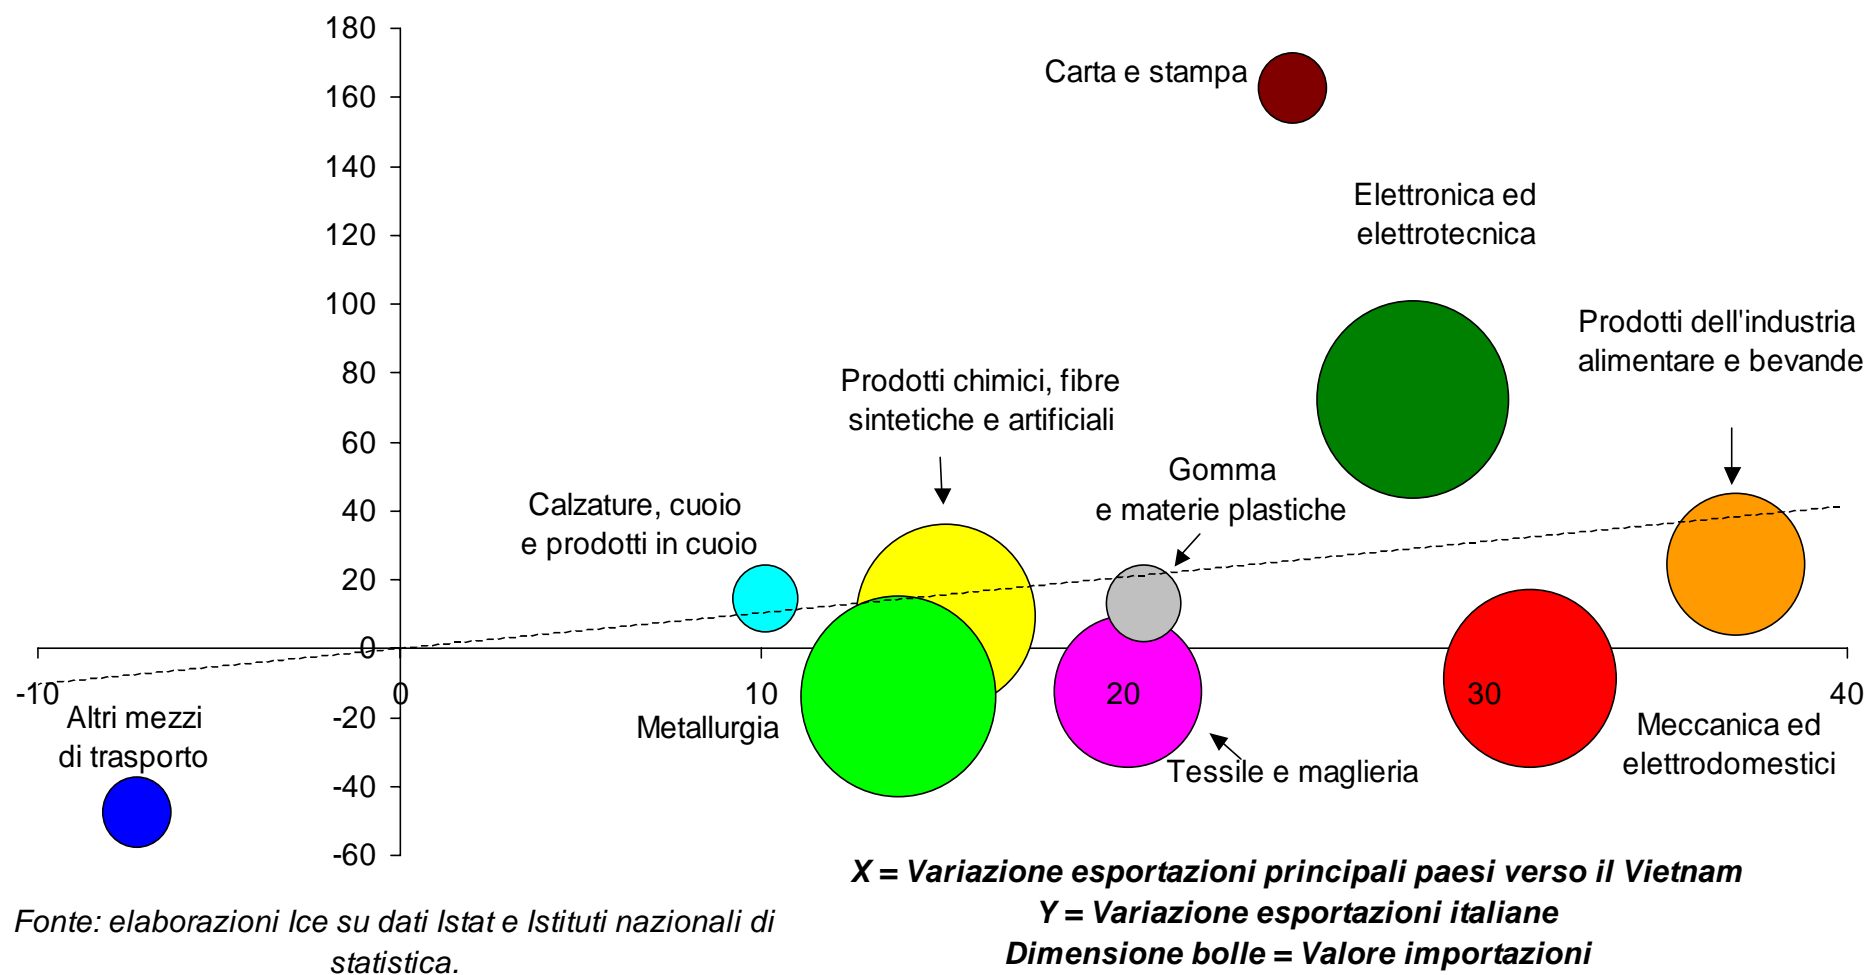 180
160
140
120
100
80
60
40
20
0
-20
-40
-60
-10
0
10
20
30
40
Carta e stampa
Elettronica ed
elettrotecnica
Prodotti dell'industria
alimentare e bevande
Prodotti chimici, fibre
sintetiche e artificiali
Gomma
e materie plastiche
Calzature, cuoio
e prodotti in cuoio
Altri mezzi
di trasporto
Metallurgia
Tessile e maglieria
Meccanica ed
elettrodomestici
X = Variazione esportazioni principali paesi verso il Vietnam
Y = Variazione esportazioni italiane
Dimensione bolle = Valore importazioni
Fonte: elaborazioni Ice su dati Istat e Istituti nazionali di
statistica.